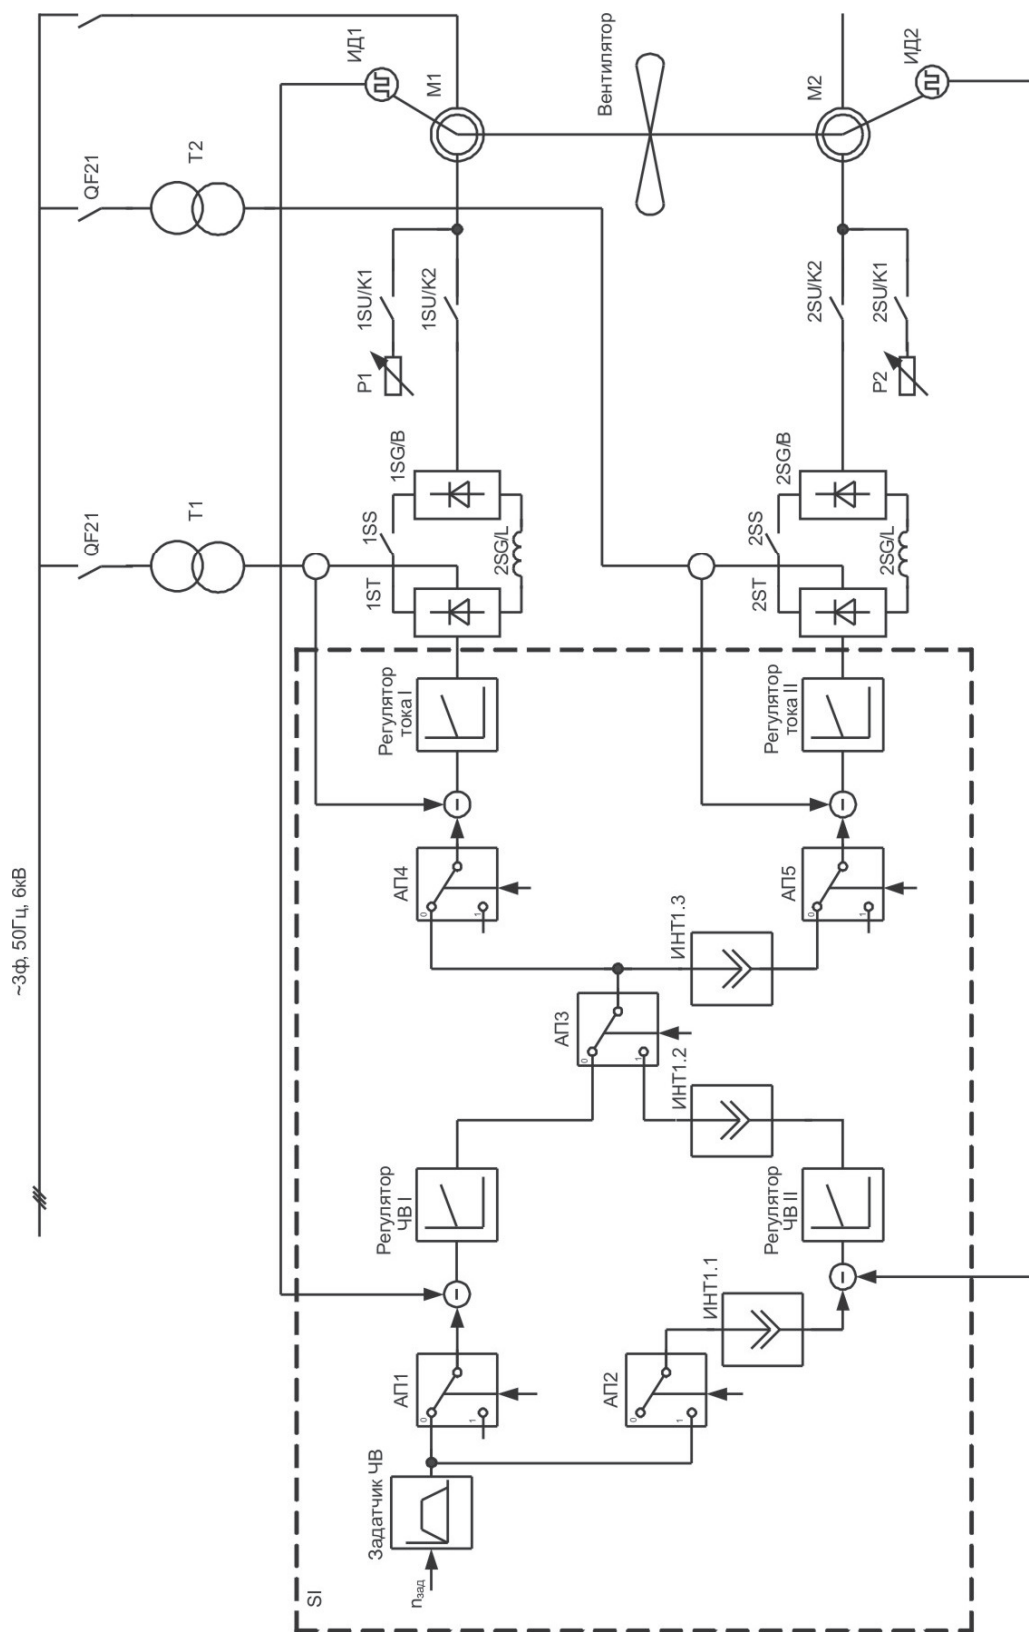 ~3ф, 50Гц, 6кВ
QF21
T1
QF21
T2
ИД1
M1
Вентилятор
M2
ИД2
SI
nзад
Задатчик ЧВ
АП1
0
1
Регулятор
ЧВ I
АП4
0
1
Регулятор
тока I
1ST
1SS
1SG/B
2SG/L
P1
1SU/K1
1SU/K2
АП2
0
1
ИНТ1.1
ИНТ1.2
АП3
0
1
ИНТ1.3
Регулятор
ЧВ II
АП5
0
1
Регулятор
тока II
2ST
2SS
2SG/B
2SG/L
P2
2SU/K2
2SU/K1